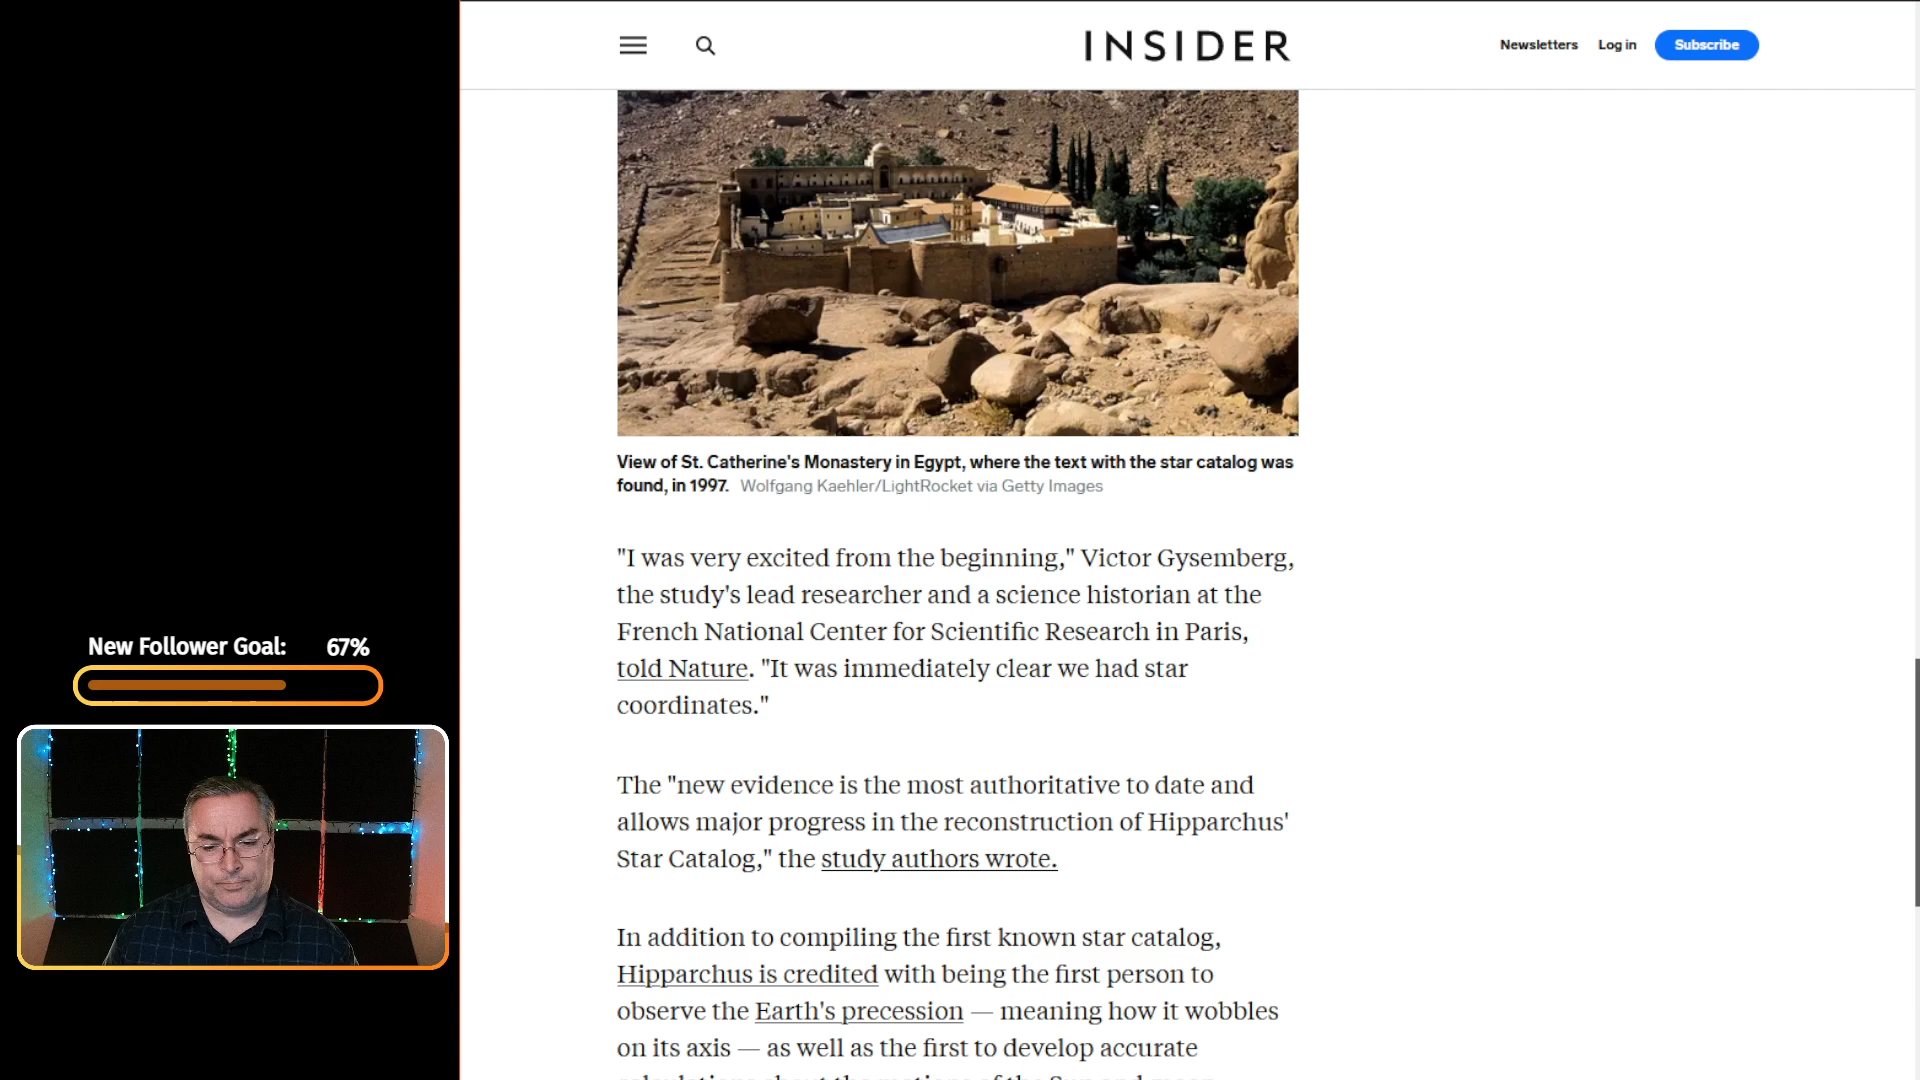 INSIDER
Newsletters
Log in
Subscribe
View of St. Catherine's Monastery in Egypt, where the text with the star catalog was
found, in 1997. Wolfgang Kaehler/LightRocket via Getty Images
"I was very excited from the beginning," Victor Gysemberg,
the study's lead researcher and a science historian at the
French National Center for Scientific Research in Paris,
told Nature. "It was immediately clear we had star
coordinates."
The "new evidence is the most authoritative to date and
allows major progress in the reconstruction of Hipparchus'
Star Catalog," the study authors wrote.
In addition to compiling the first known star catalog,
Hipparchus is credited with being the first person to
observe the Earth's precession — meaning how it wobbles
on its axis — as well as the first to develop accurate
New Follower Goal: 67%